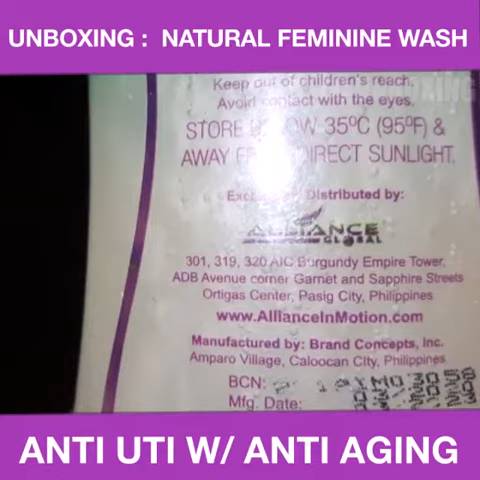 UNBOXING : NATURAL FEMININE WASH
Keep out of children's reach.
Avoid contact with the eyes.
STORE 35ºC (95ºF) &
AWAY DIRECT SUNLIGHT.
Distributed by:
ALLIANCE
GLOBAL
301, 319, 320 AIC Burgundy Empire Tower,
ADB Avenue corner Garnet and Sapphire Streets
Ortigas Center, Pasig City, Philippines
www.AllianceInMotion.com
Manufactured by: Brand Concepts, Inc.
Amparo Village, Caloocan City, Philippines
BCN:
Mfg. Date:
ANTI UTI W/ ANTI AGING